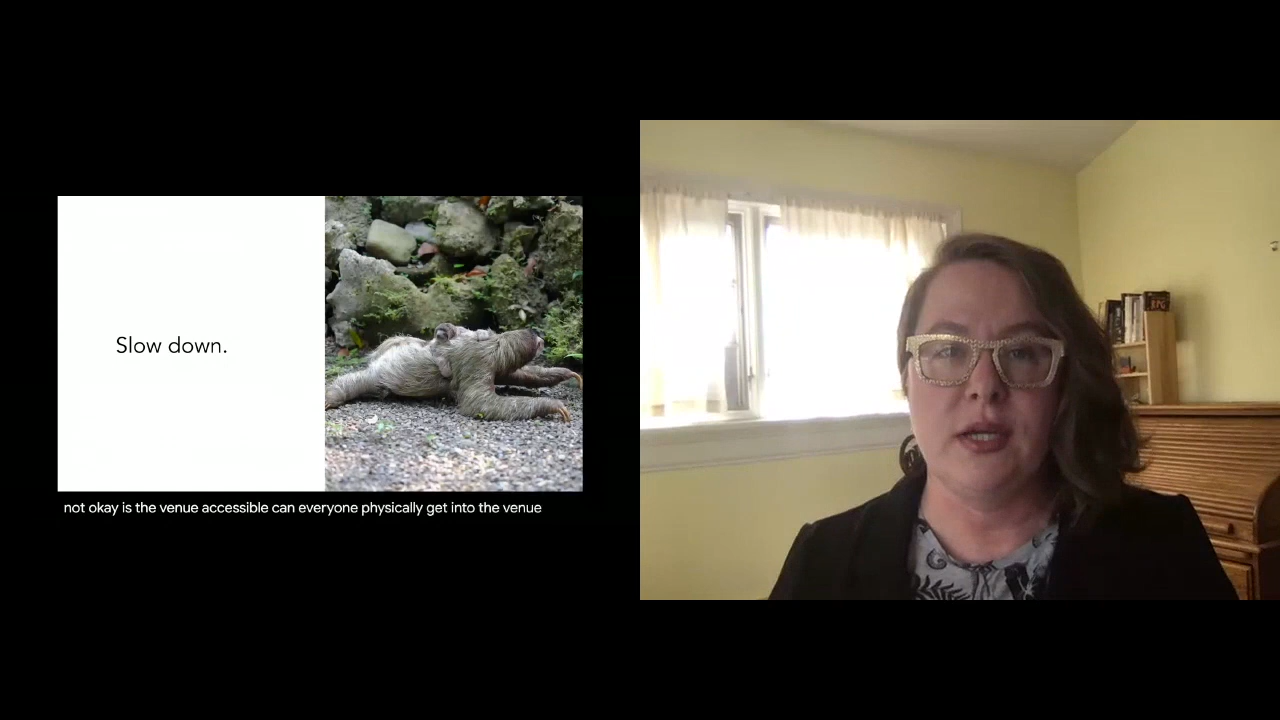 Slow down.
not okay is the venue accessible can everyone physically get into the venue